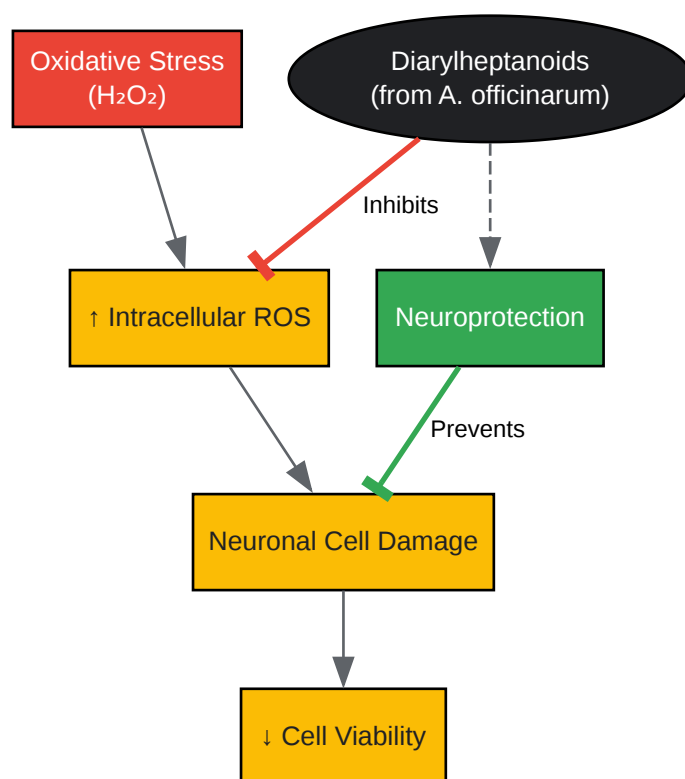 Oxidative Stress
(H₂O₂)
Diarylheptanoids
(from A. officinarum)
Inhibits
↑ Intracellular ROS
Neuroprotection
Prevents
Neuronal Cell Damage
↓ Cell Viability